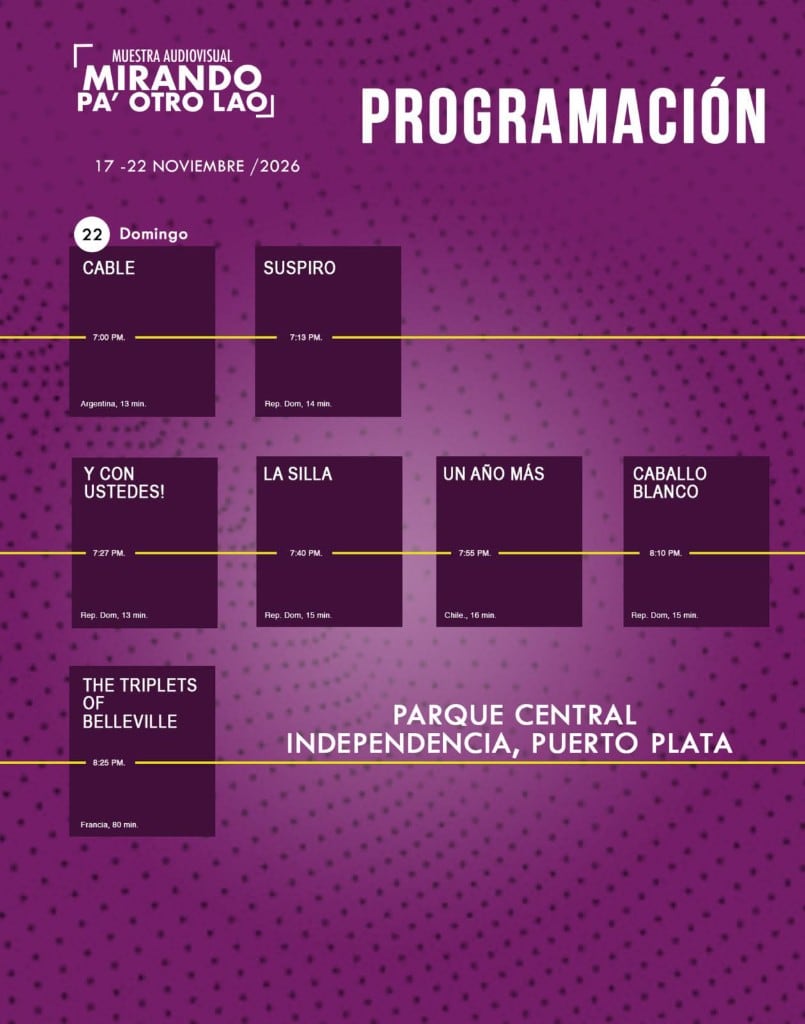 MUESTRA AUDIOVISUAL
MIRANDO
PA' OTRO LAO
PROGRAMACIÓN
17 -22 NOVIEMBRE /2026
22 Domingo
CABLE
7:00 PM.
Argentina, 13 min.
SUSPIRO
7:13 PM.
Rep. Dom, 14 min.
Y CON
USTEDES!
7:27 PM.
Rep. Dom, 13 min.
LA SILLA
7:40 PM.
Rep. Dom, 15 min.
UN AÑO MÁS
7:55 PM.
Chile., 16 min.
CABALLO
BLANCO
8:10 PM.
Rep. Dom, 15 min.
THE TRIPLETS
OF
BELLEVILLE
8:25 PM.
Francia, 80 min.
PARQUE CENTRAL
INDEPENDENCIA, PUERTO PLATA